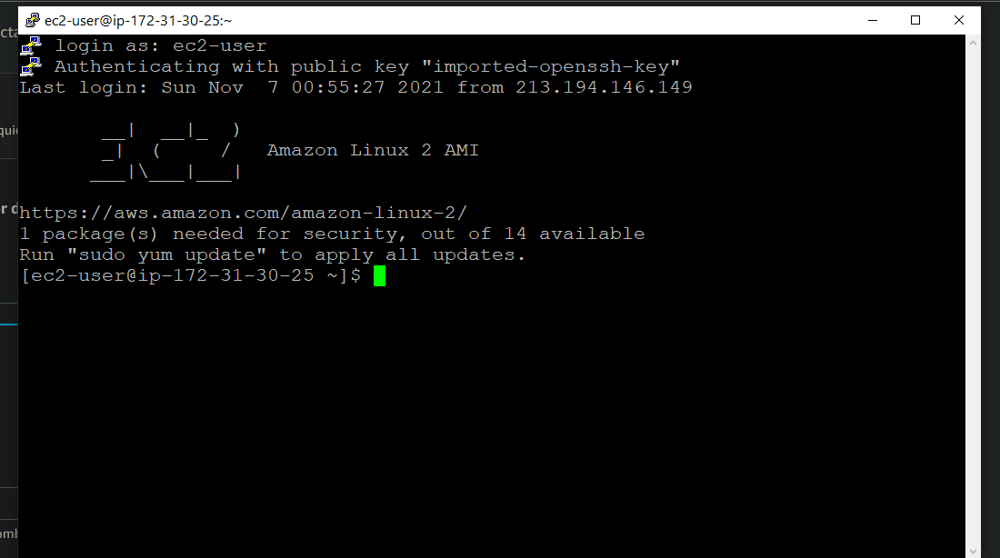 ec2-user@ip-172-31-30-25:~
login as: ec2-user
Authenticating with public key "imported-openssh-key"
Last login: Sun Nov  7 00:55:27 2021 from 213.194.146.149
       __|  __|_  )
       _|  (     /   Amazon Linux 2 AMI
      ___|\___|___|
https://aws.amazon.com/amazon-linux-2/
1 package(s) needed for security, out of 14 available
Run "sudo yum update" to apply all updates.
[ec2-user@ip-172-31-30-25 ~]$